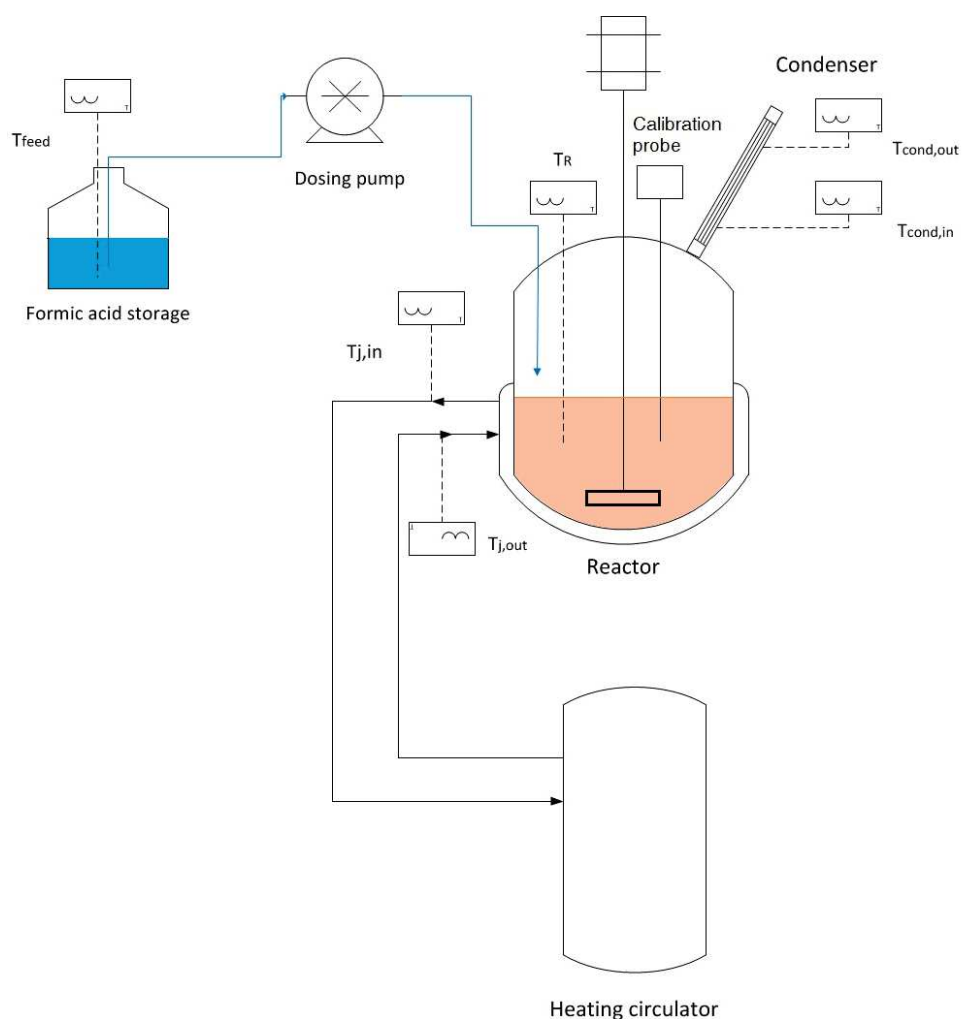 Condenser
T
Tfeed
Calibration
probe
T
Tcond,out
TR
Dosing pump
T
T
Tcond,in
Formic acid storage
T
Tj,in
T
Tj,out
Reactor
Heating circulator